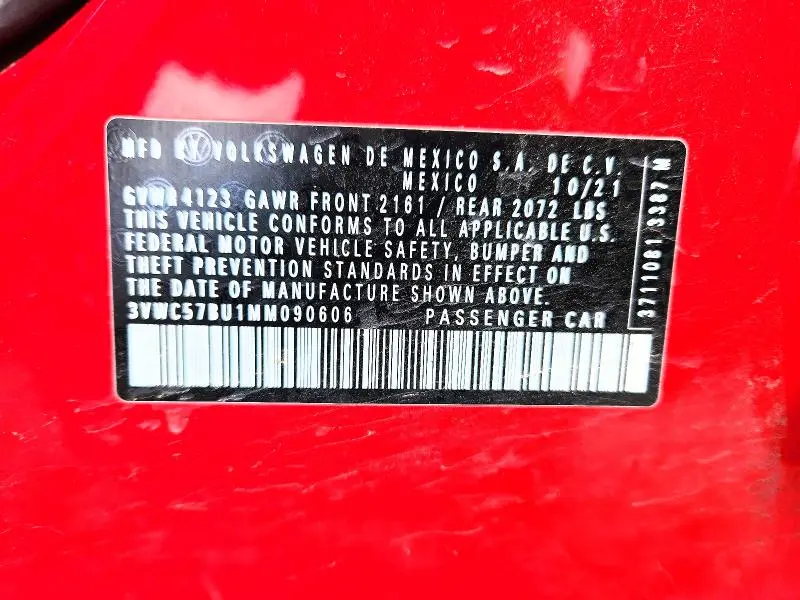 MFD BY VOLKSWAGEN DE MEXICO S.A. DE C.V.
MEXICO 10/21
GVWR 4123 GAWR FRONT 2161 / REAR 2072 LBS
THIS VEHICLE CONFORMS TO ALL APPLICABLE U.S.
FEDERAL MOTOR VEHICLE SAFETY, BUMPER AND
THEFT PREVENTION STANDARDS IN EFFECT ON
THE DATE OF MANUFACTURE SHOWN ABOVE.
3VWC57BU1MM090606 PASSENGER CAR
3711081 3387 M